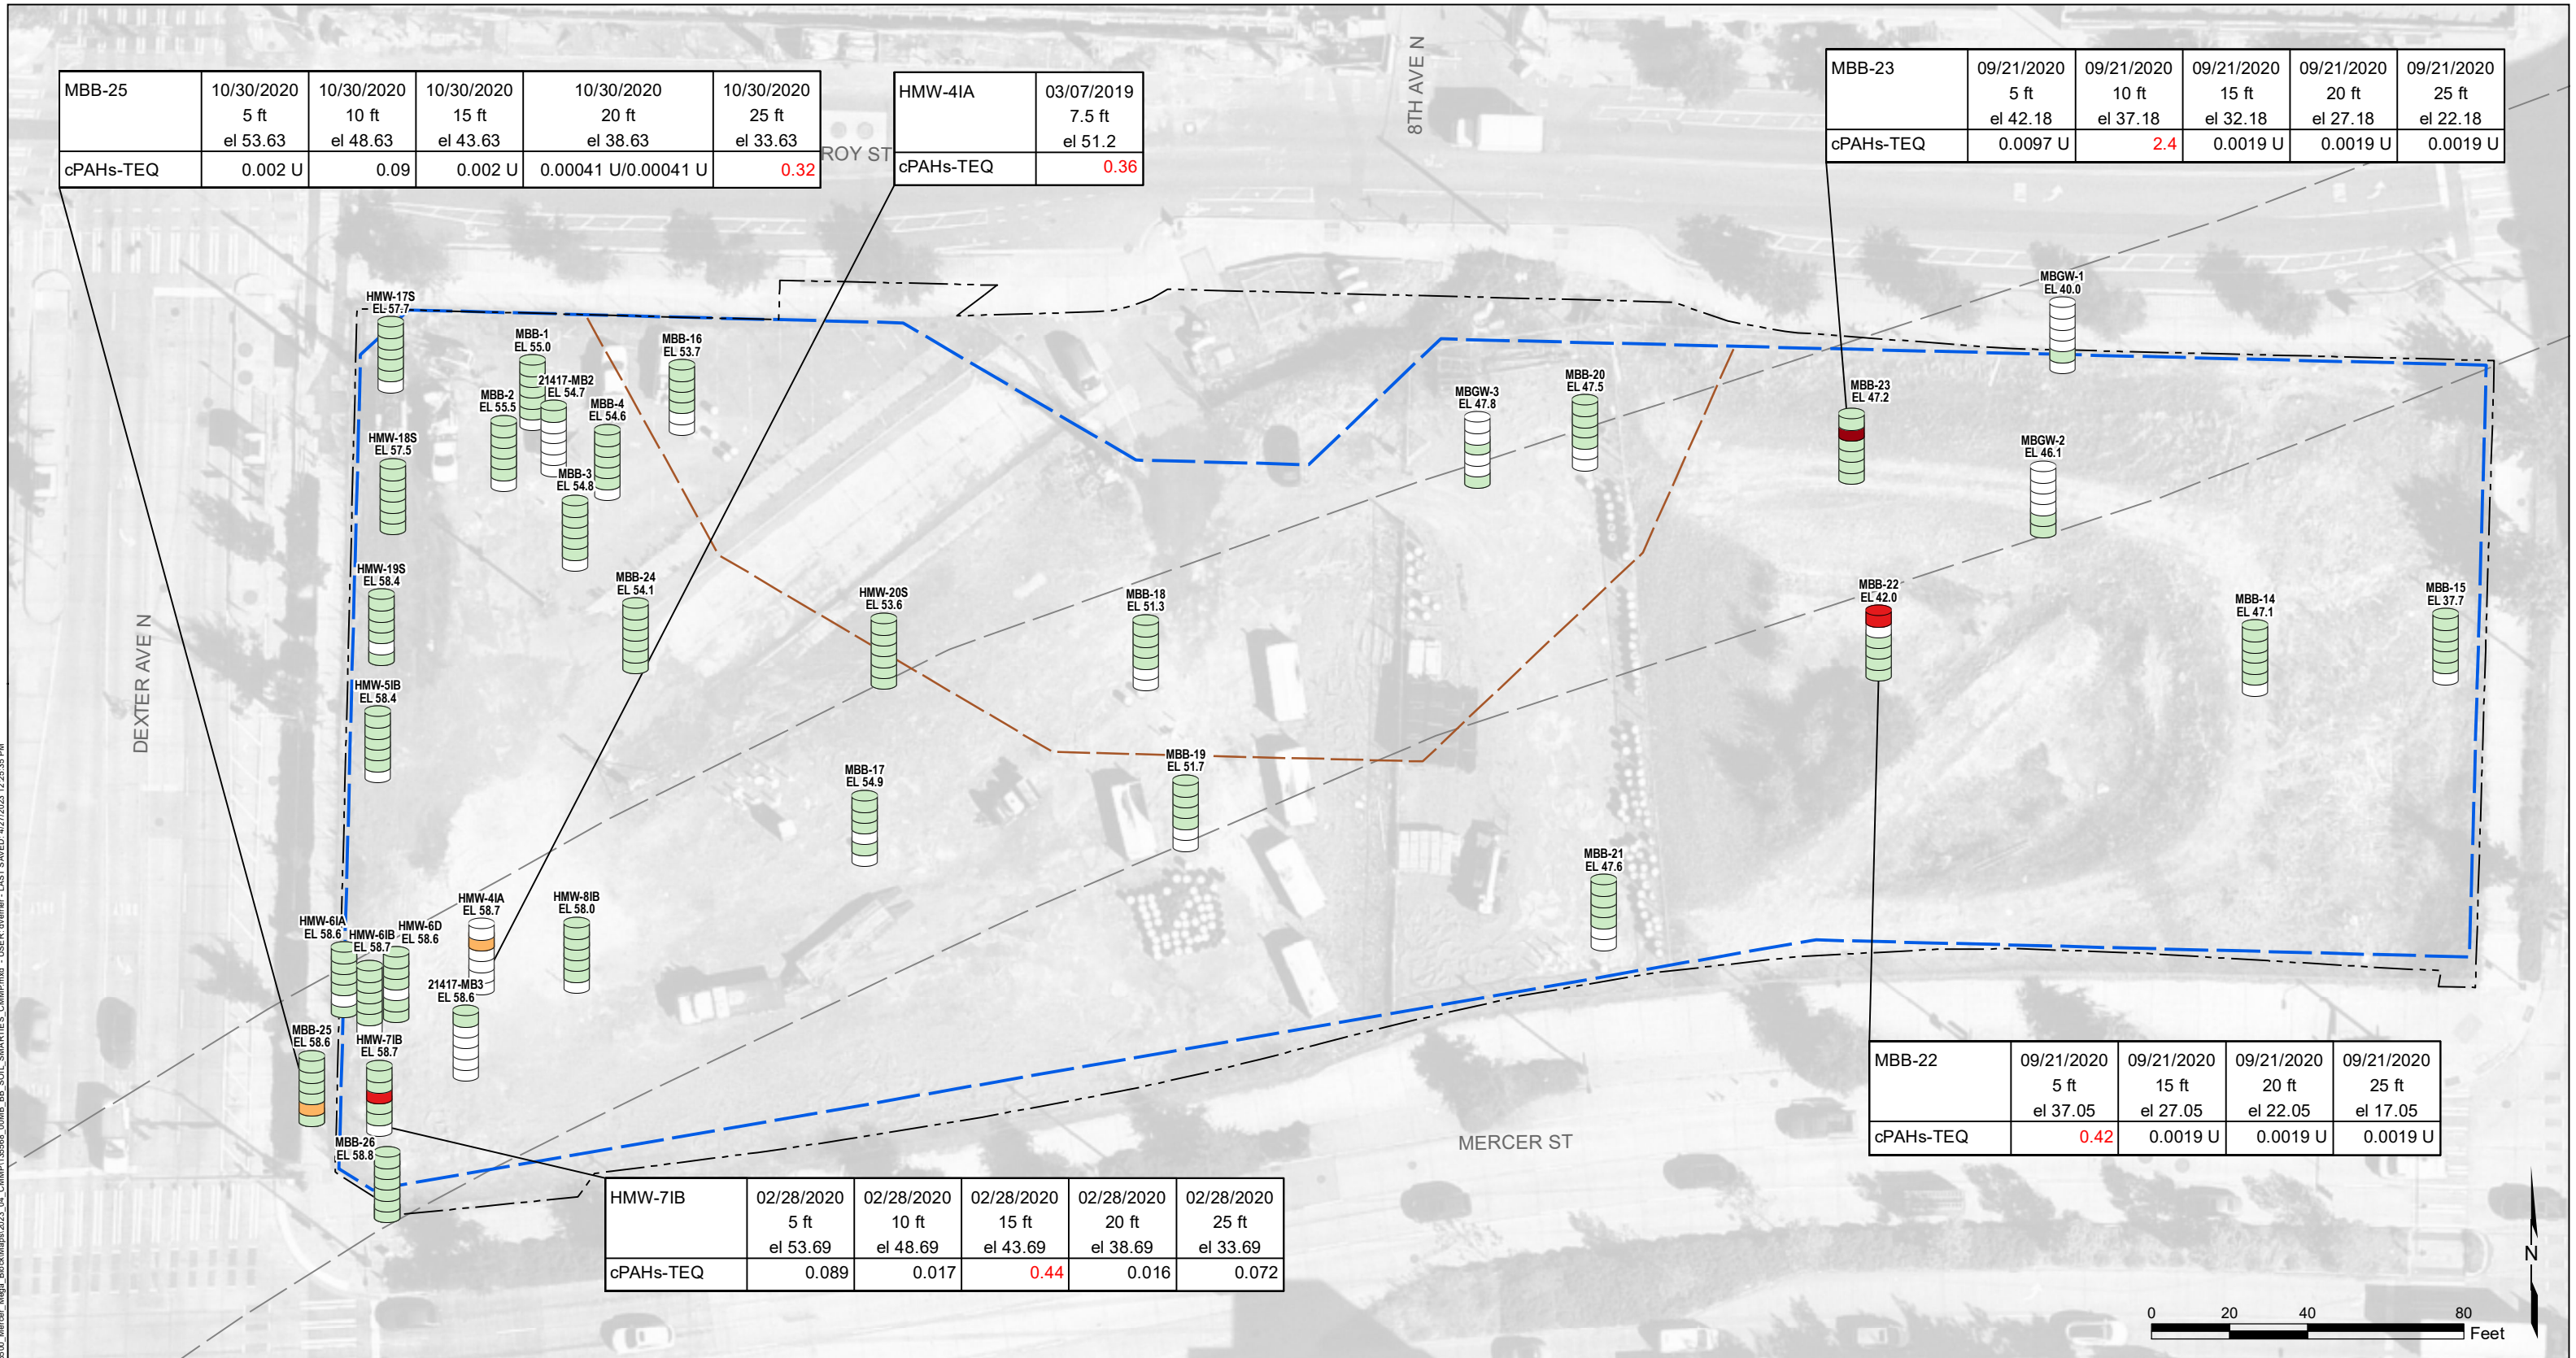 MBB-25 10/30/2020 10/30/2020 10/30/2020 10/30/2020 10/30/2020
5 ft 10 ft 15 ft 20 ft 25 ft
el 53.63 el 48.63 el 43.63 el 38.63 el 33.63
cPAHs-TEQ 0.002 U 0.09 0.002 U 0.00041 U/0.00041 U 0.32
HMW-4IA 03/07/2019
7.5 ft
el 51.2
cPAHs-TEQ 0.36
MBB-23 09/21/2020 09/21/2020 09/21/2020 09/21/2020 09/21/2020
5 ft 10 ft 15 ft 20 ft 25 ft
el 42.18 el 37.18 el 32.18 el 27.18 el 22.18
cPAHs-TEQ 0.0097 U 2.4 0.0019 U 0.0019 U 0.0019 U
ROY ST
8TH AVE N
DEXTER AVE N
MERCER ST
HMW-17S
EL 57.7
MBB-1
EL 55.0
21417-MB2
EL 54.7
MBB-2
EL 55.5
MBB-4
EL 54.6
MBB-16
EL 53.7
MBB-3
EL 54.8
HMW-18S
EL 57.5
HMW-19S
EL 58.4
HMW-5IB
EL 58.4
MBB-24
EL 54.1
HMW-20S
EL 53.6
MBB-18
EL 51.3
MBB-17
EL 54.9
MBB-19
EL 51.7
MBGW-3
EL 47.8
MBB-20
EL 47.5
MBB-23
EL 47.2
MBGW-1
EL 40.0
MBGW-2
EL 46.1
MBB-22
EL 42.0
MBB-14
EL 47.1
MBB-15
EL 37.7
MBB-21
EL 47.6
HMW-6IA
EL 58.6
HMW-6IB
EL 58.7
HMW-6D
EL 58.6
HMW-4IA
EL 58.7
HMW-8IB
EL 58.0
21417-MB3
EL 58.6
MBB-25
EL 58.6
HMW-7IB
EL 58.7
MBB-26
EL 58.8
HMW-7IB 02/28/2020 02/28/2020 02/28/2020 02/28/2020 02/28/2020
5 ft 10 ft 15 ft 20 ft 25 ft
el 53.69 el 48.69 el 43.69 el 38.69 el 33.69
cPAHs-TEQ 0.089 0.017 0.44 0.016 0.072
MBB-22 09/21/2020 09/21/2020 09/21/2020 09/21/2020
5 ft 15 ft 20 ft 25 ft
el 37.05 el 27.05 el 22.05 el 17.05
cPAHs-TEQ 0.42 0.0019 U 0.0019 U 0.0019 U
N
0 20 40 80
Feet